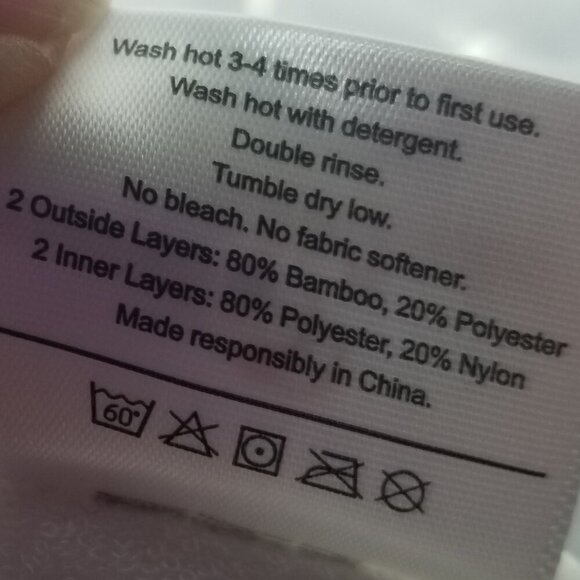 Wash hot 3-4 times prior to first use.
Wash hot with detergent.
Double rinse.
Tumble dry low.
No bleach. No fabric softener.
2 Outside Layers: 80% Bamboo, 20% Polyester
2 Inner Layers: 80% Polyester, 20% Nylon
Made responsibly in China.
60°